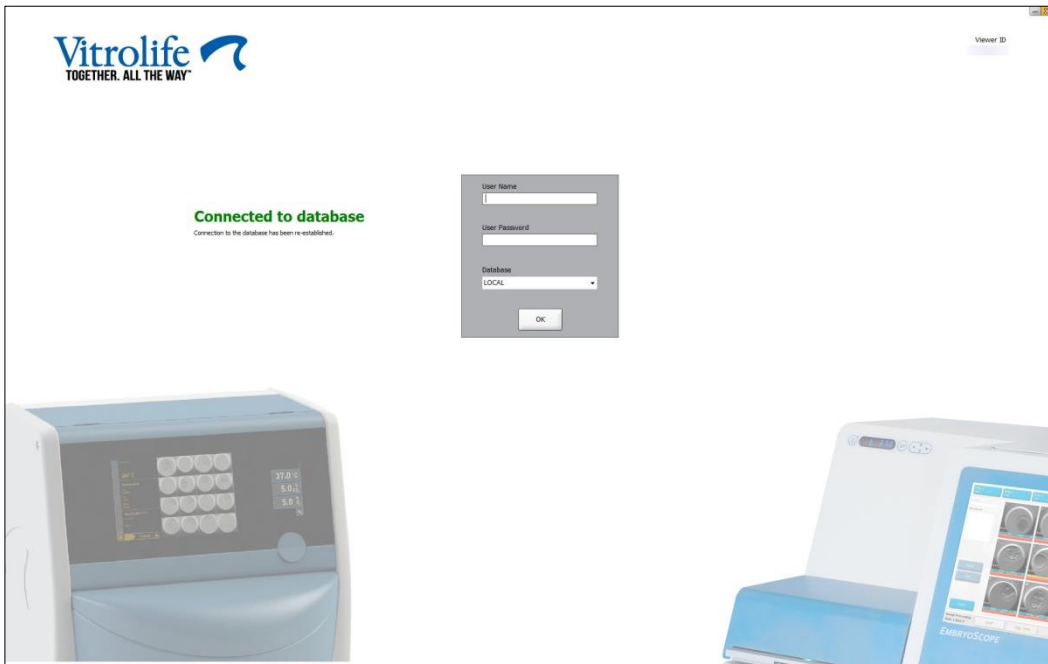 Vitrolife
TOGETHER. ALL THE WAY™
Viewer ID
Connected to database
Connection to the database has been re-established.
User Name
User Password
Database
LOCAL
OK
37.0 °C
5.0
5.0
EMBRYOSCOPE